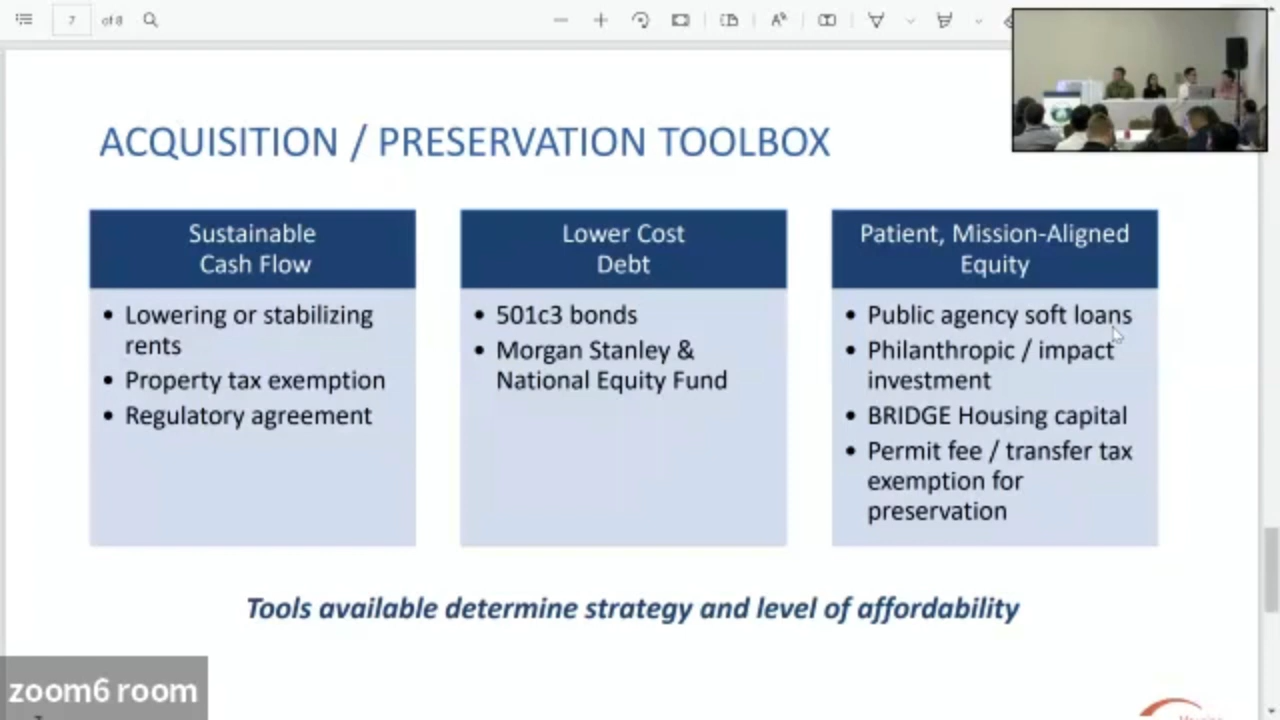 7 of 8
ACQUISITION / PRESERVATION TOOLBOX
Sustainable
Cash Flow
• Lowering or stabilizing
rents
• Property tax exemption
• Regulatory agreement
Lower Cost
Debt
• 501c3 bonds
• Morgan Stanley &
National Equity Fund
Patient, Mission-Aligned
Equity
• Public agency soft loans
• Philanthropic / impact
investment
• BRIDGE Housing capital
• Permit fee / transfer tax
exemption for
preservation
Tools available determine strategy and level of affordability
zoom6 room